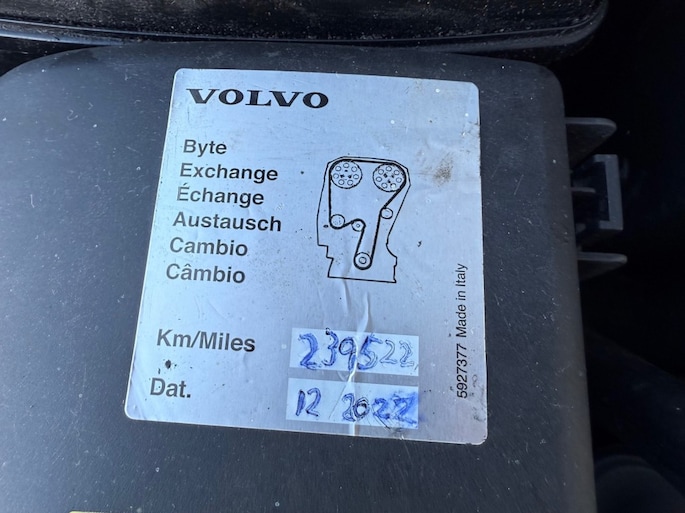 VOLVO
Byte
Exchange
Échange
Austausch
Cambio
Câmbio
Km/Miles 239522
Dat. 12 2022
5927377 Made in Italy